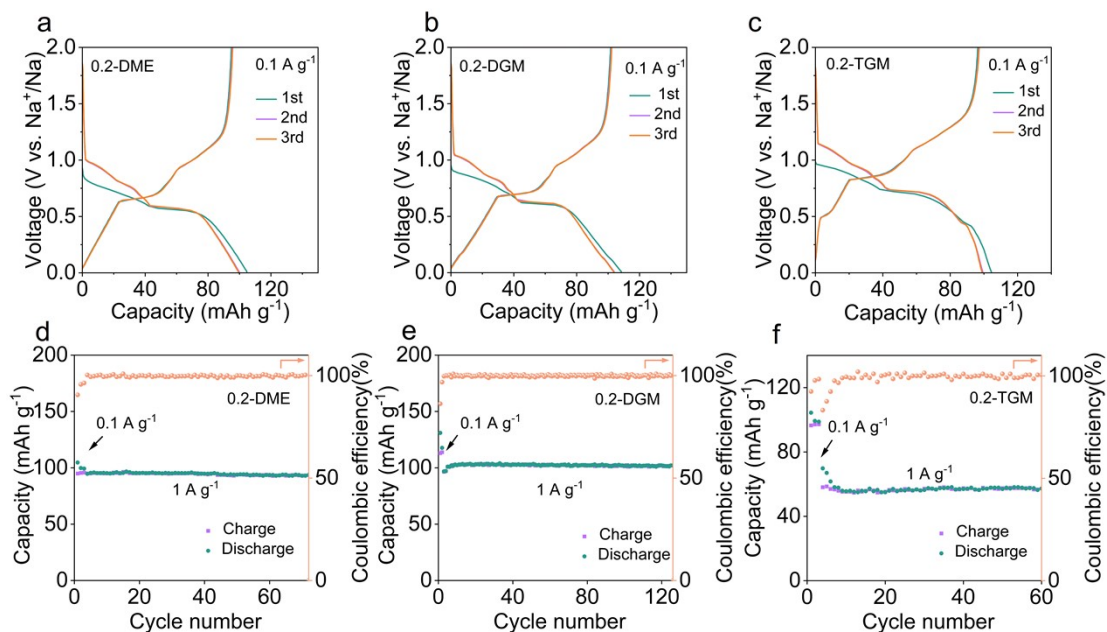 a
2.0
1.5
1.0
0.5
0.0
Voltage (V vs. Na⁺/Na)
0.2-DME
0.1 A g⁻¹
1st
2nd
3rd
0 40 80 120
Capacity (mAh g⁻¹)
b
2.0
1.5
1.0
0.5
0.0
Voltage (V vs. Na⁺/Na)
0.2-DGM
0.1 A g⁻¹
1st
2nd
3rd
0 40 80 120
Capacity (mAh g⁻¹)
c
2.0
1.5
1.0
0.5
0.0
Voltage (V vs. Na⁺/Na)
0.2-TGM
0.1 A g⁻¹
1st
2nd
3rd
0 40 80 120
Capacity (mAh g⁻¹)
d
200
150
100
50
0
Capacity (mAh g⁻¹)
0.2-DME
0.1 A g⁻¹
1 A g⁻¹
Charge
Discharge
100%
50
0
Coulombic efficiency(%)
0 20 40 60
Cycle number
e
200
150
100
50
0
Capacity (mAh g⁻¹)
0.2-DGM
0.1 A g⁻¹
1 A g⁻¹
Charge
Discharge
100%
50
0
Coulombic efficiency(%)
0 40 80 120
Cycle number
f
120
90
60
30
0
Capacity (mAh g⁻¹)
0.2-TGM
0.1 A g⁻¹
1 A g⁻¹
Charge
Discharge
100%
50
0
Coulombic efficiency(%)
0 20 40 60
Cycle number